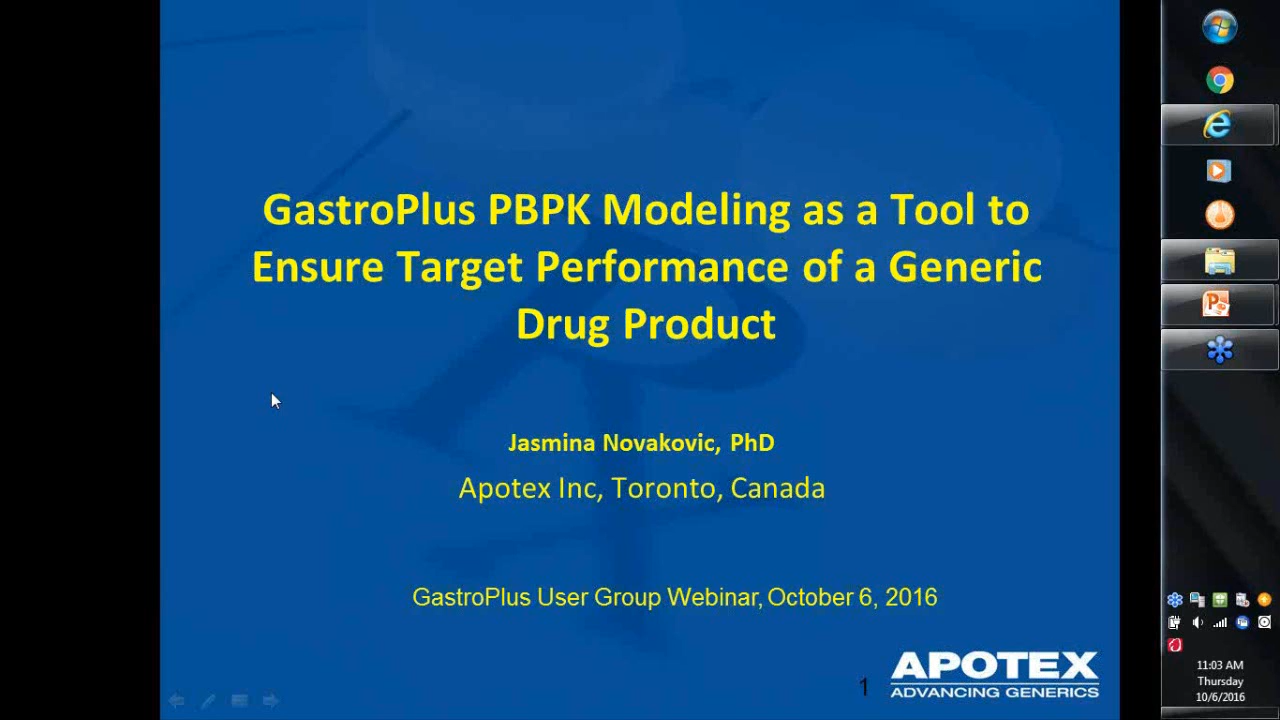 GastroPlus PBPK Modeling as a Tool to
Ensure Target Performance of a Generic
Drug Product
Jasmina Novakovic, PhD
Apotex Inc, Toronto, Canada
GastroPlus User Group Webinar, October 6, 2016
1
APOTEX
ADVANCING GENERICS
11:03 AM
Thursday
10/6/2016